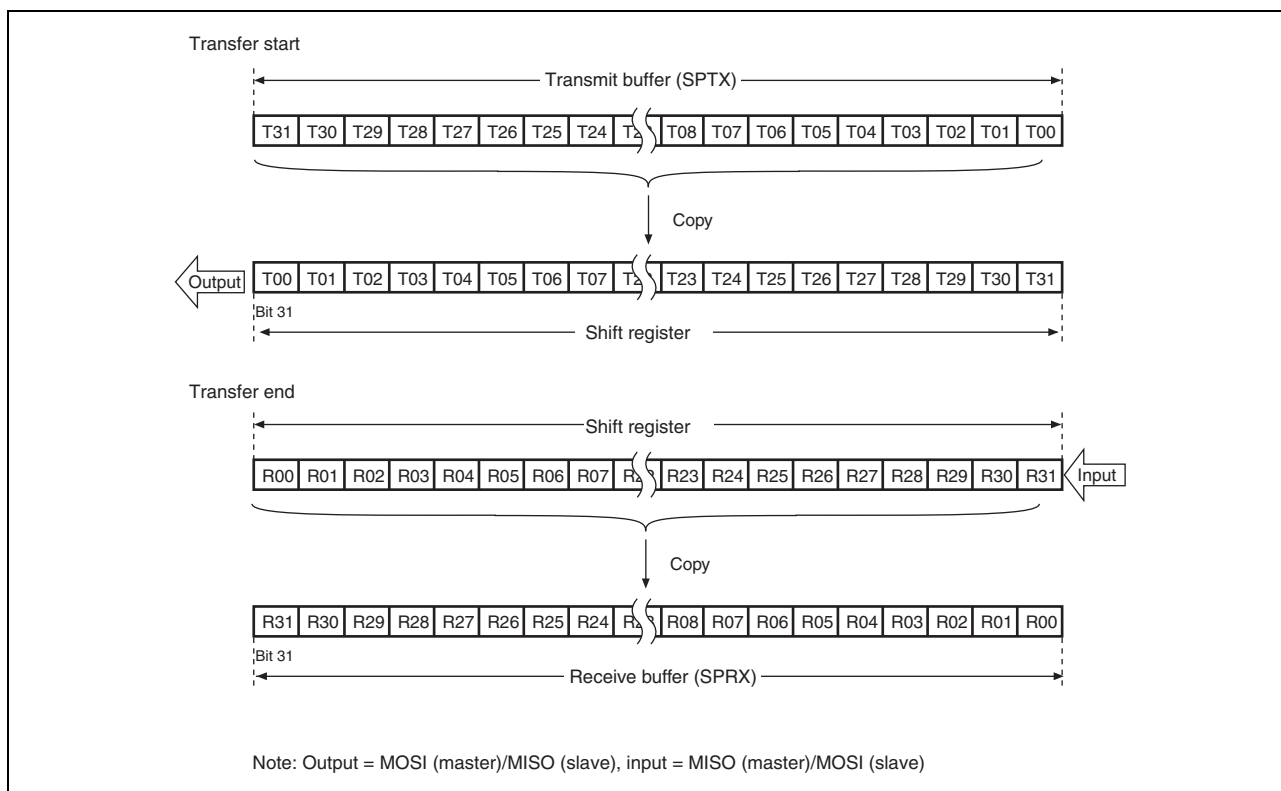 Transfer start
Transmit buffer (SPTX)
T31 T30 T29 T28 T27 T26 T25 T24 T08 T07 T06 T05 T04 T03 T02 T01 T00
Copy
Output T00 T01 T02 T03 T04 T05 T06 T07 T23 T24 T25 T26 T27 T28 T29 T30 T31
Bit 31
Shift register
Transfer end
Shift register
R00 R01 R02 R03 R04 R05 R06 R07 R23 R24 R25 R26 R27 R28 R29 R30 R31 Input
Copy
R31 R30 R29 R28 R27 R26 R25 R24 R08 R07 R06 R05 R04 R03 R02 R01 R00
Bit 31
Receive buffer (SPRX)
Note: Output = MOSI (master)/MISO (slave), input = MISO (master)/MOSI (slave)